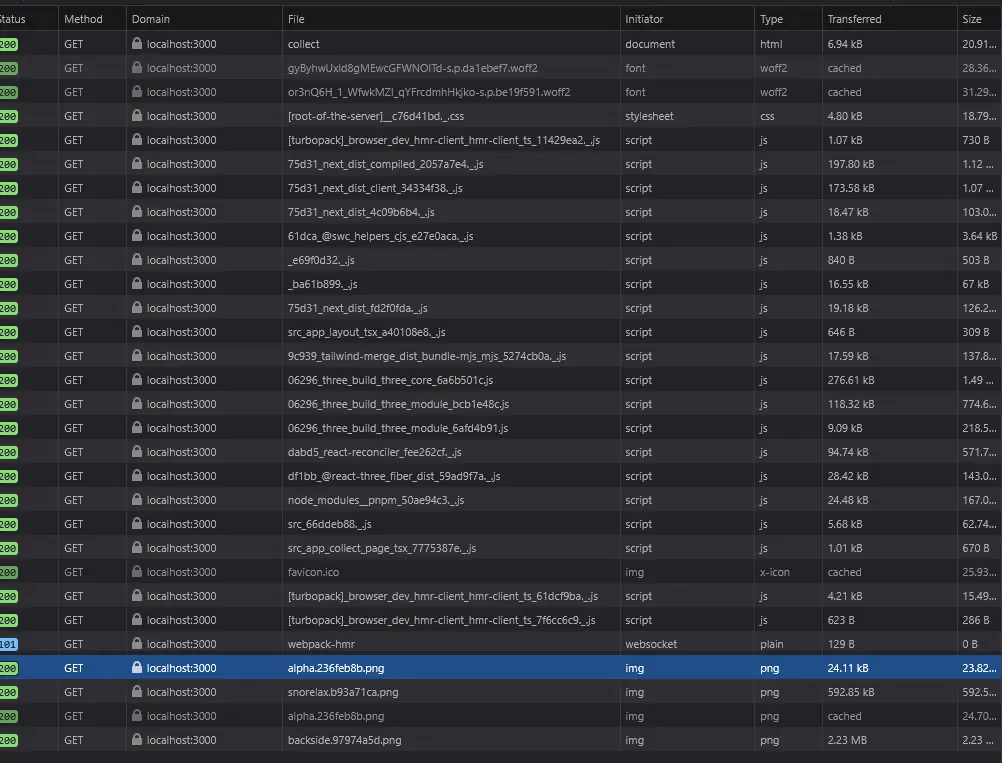 Status Method Domain File Initiator Type Transferred Size
200 GET localhost:3000 collect document html 6.94 kB 20.91...
200 GET localhost:3000 gyByhwUxId8gMEwcGFWNOITd-s.p.da1ebef7.woff2 font woff2 cached 28.36...
200 GET localhost:3000 or3nQ6H_1_WfwkMZI_qYFrcdmhHkjko-s.p.be19f591.woff2 font woff2 cached 31.29...
200 GET localhost:3000 [root-of-the-server]__c76d41bd._.css stylesheet css 4.80 kB 18.79...
200 GET localhost:3000 [turbopack]_browser_dev_hmr-client_hmr-client_ts_11429ea2._.js script js 1.07 kB 730 B
200 GET localhost:3000 75d31_next_dist_compiled_2057a7e4._.js script js 197.80 kB 1.12 ...
200 GET localhost:3000 75d31_next_dist_client_34334f38._.js script js 173.58 kB 1.07 ...
200 GET localhost:3000 75d31_next_dist_4c09b6b4._.js script js 18.47 kB 103.0...
200 GET localhost:3000 61dca_@swc_helpers_cjs_e27e0aca._.js script js 1.38 kB 3.64 kB
200 GET localhost:3000 _e69f0d32._.js script js 840 B 503 B
200 GET localhost:3000 _ba61b899._.js script js 16.55 kB 67 kB
200 GET localhost:3000 75d31_next_dist_fd2f0fda._.js script js 19.18 kB 126.2...
200 GET localhost:3000 src_app_layout_tsx_a40108e8._.js script js 646 B 309 B
200 GET localhost:3000 9c939_tailwind-merge_dist_bundle-mjs_mjs_5274cb0a._.js script js 17.59 kB 137.8...
200 GET localhost:3000 06296_three_build_three_core_6a6b501c.js script js 276.61 kB 1.49 ...
200 GET localhost:3000 06296_three_build_three_module_bcb1e48c.js script js 118.32 kB 774.6...
200 GET localhost:3000 06296_three_build_three_module_6afd4b91.js script js 9.09 kB 218.5...
200 GET localhost:3000 dabd5_react-reconciler_fee262cf._.js script js 94.74 kB 571.7...
200 GET localhost:3000 df1bb_@react-three_fiber_dist_59ad9f7a._.js script js 28.42 kB 143.0...
200 GET localhost:3000 node_modules__pnpm_50ae94c3._.js script js 24.48 kB 167.0...
200 GET localhost:3000 src_66ddeb88._.js script js 5.68 kB 62.74...
200 GET localhost:3000 src_app_collect_page_tsx_7775387e._.js script js 1.01 kB 670 B
200 GET localhost:3000 favicon.ico img x-icon cached 25.93...
200 GET localhost:3000 [turbopack]_browser_dev_hmr-client_hmr-client_ts_61dcf9ba._.js script js 4.21 kB 15.49...
200 GET localhost:3000 [turbopack]_browser_dev_hmr-client_hmr-client_ts_7f6cc6c9._.js script js 623 B 286 B
101 GET localhost:3000 webpack-hmr websocket plain 129 B 0 B
200 GET localhost:3000 alpha.236feb8b.png img png 24.11 kB 23.82...
200 GET localhost:3000 snorelax.b93a71ca.png img png 592.85 kB 592.5...
200 GET localhost:3000 alpha.236feb8b.png img png cached 24.70...
200 GET localhost:3000 backside.97974a5d.png img png 2.23 MB 2.23 ...